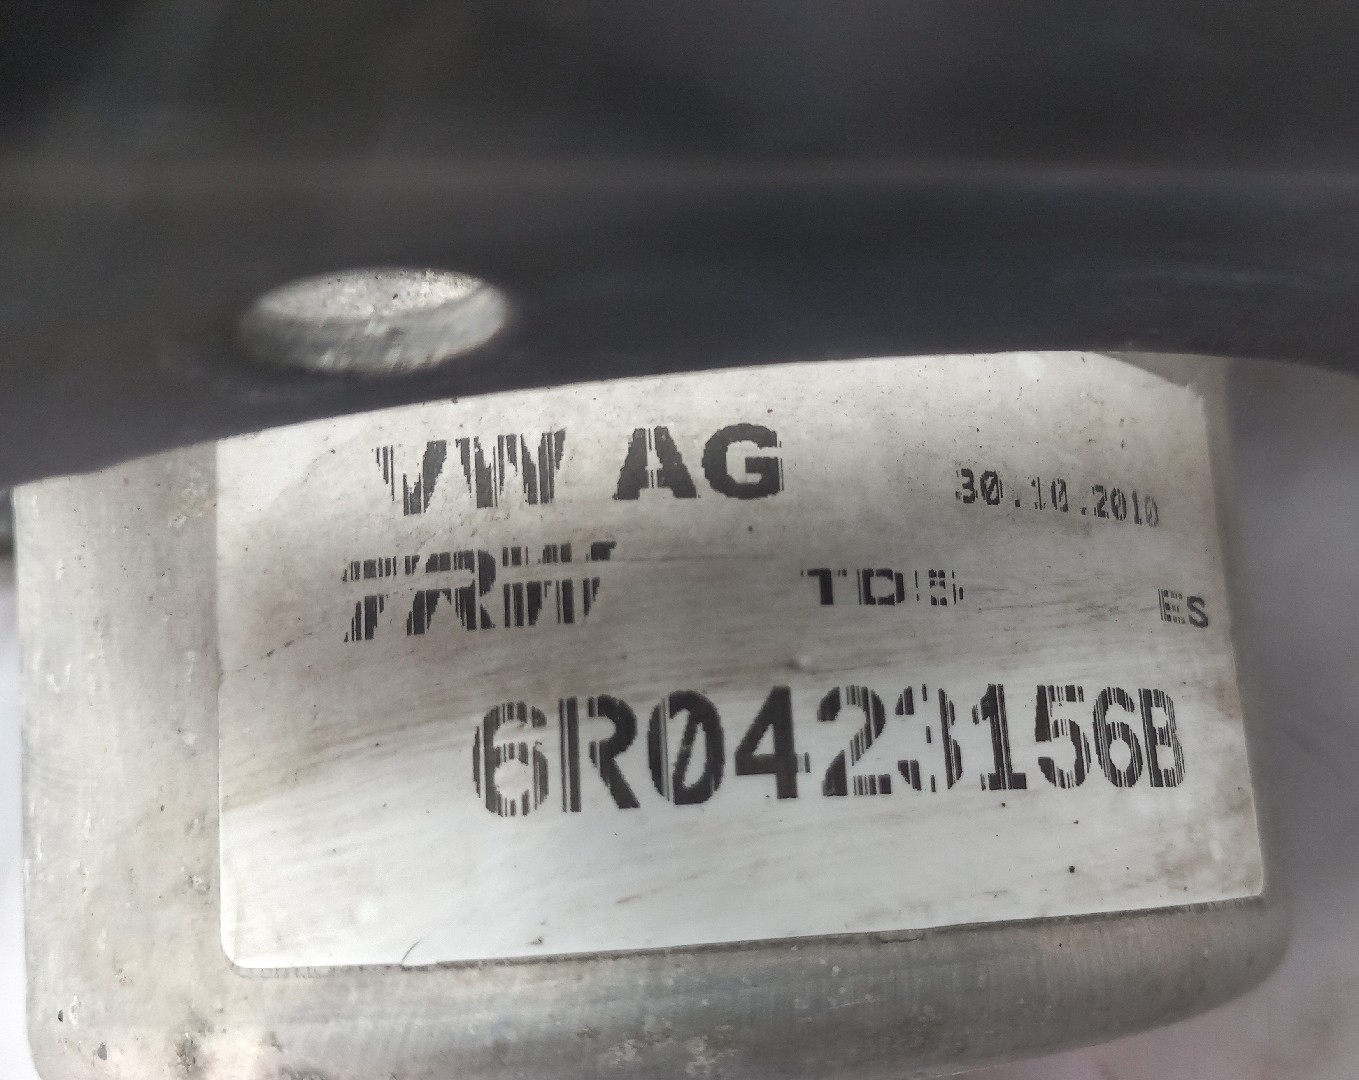 VW AG
30.10.2010
TRW
ES
6R0423156B